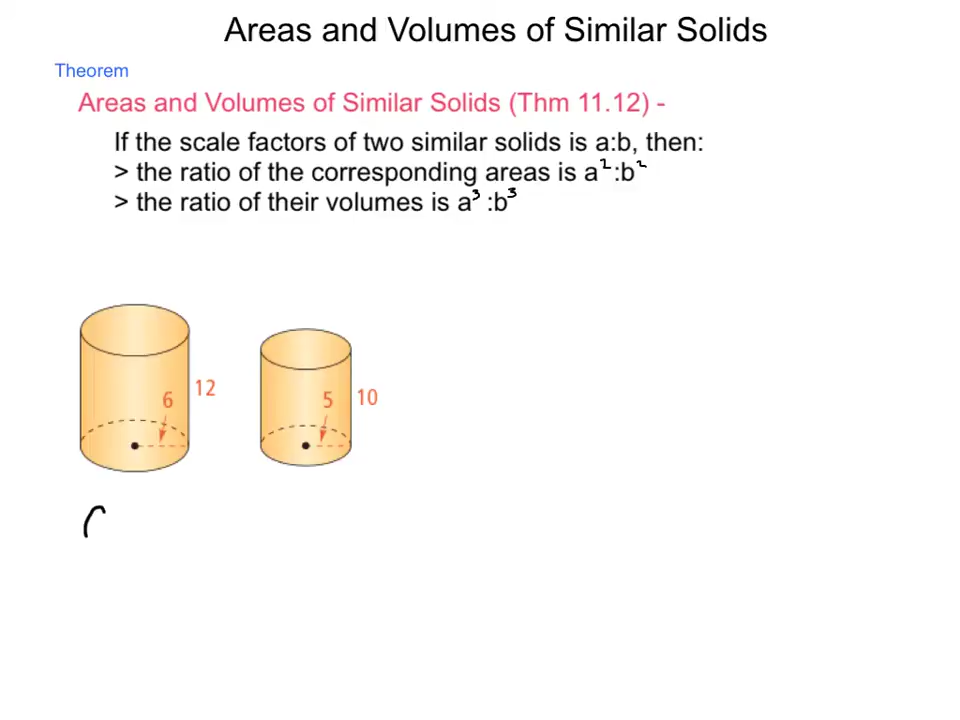 Areas and Volumes of Similar Solids
Theorem
Areas and Volumes of Similar Solids (Thm 11.12) -
If the scale factors of two similar solids is a:b, then:
> the ratio of the corresponding areas is a² :b²
> the ratio of their volumes is a³ :b³
6 12 5 10